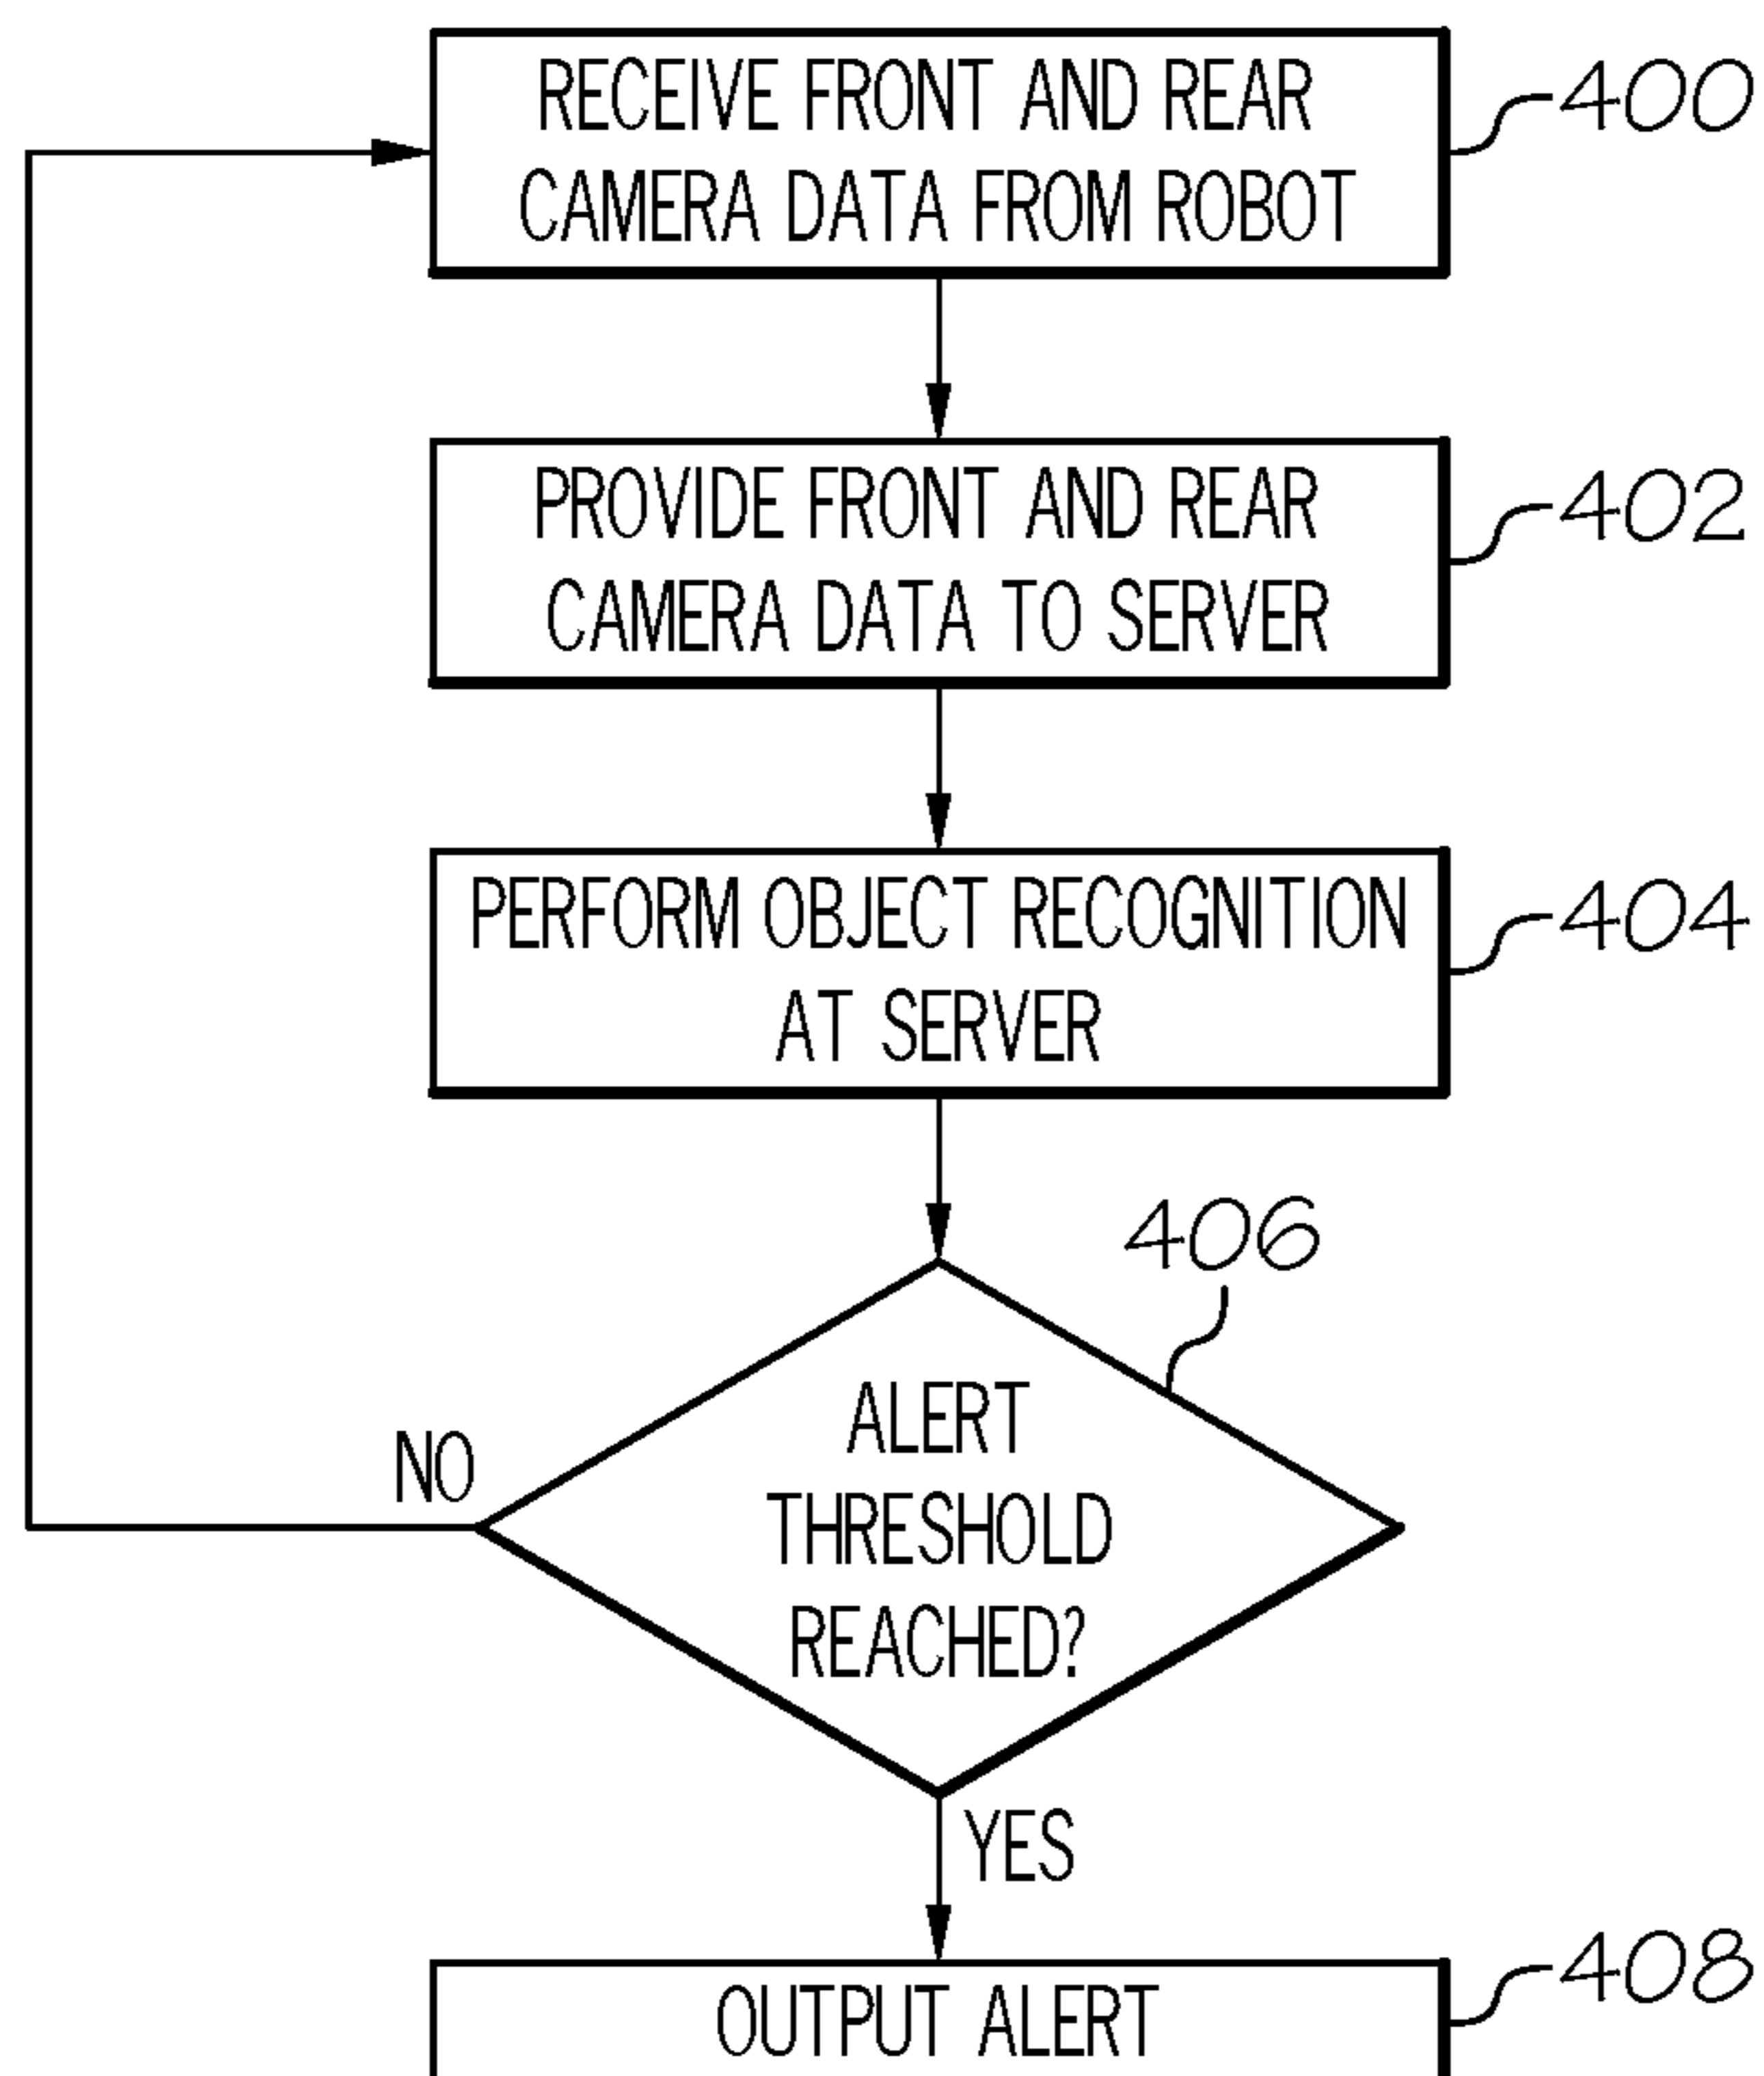 RECEIVE FRONT AND REAR
CAMERA DATA FROM ROBOT
400
PROVIDE FRONT AND REAR
CAMERA DATA TO SERVER
402
PERFORM OBJECT RECOGNITION
AT SERVER
404
406
ALERT
THRESHOLD
REACHED?
NO
YES
OUTPUT ALERT
408